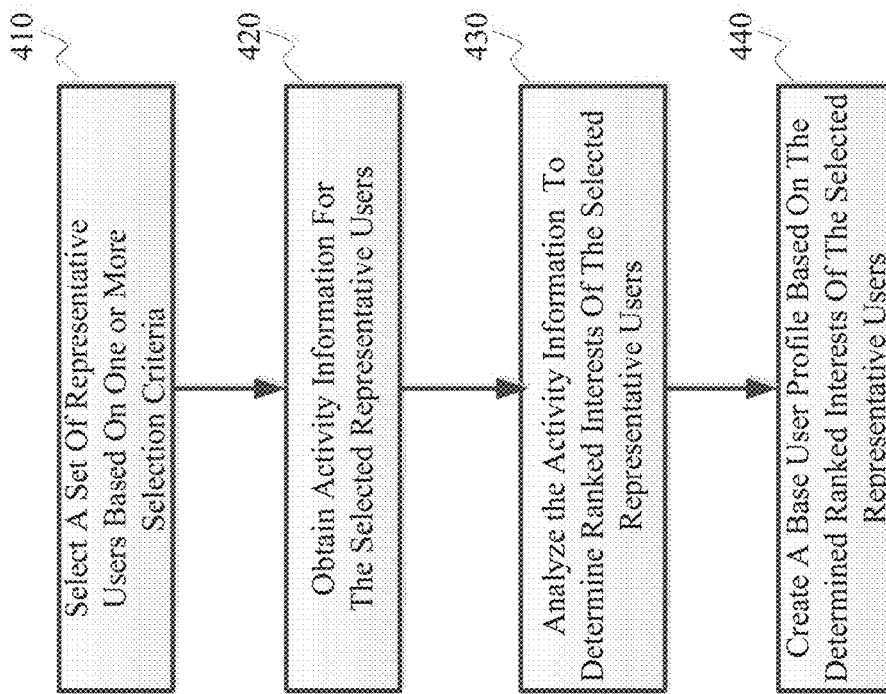 410
Select A Set Of Representative
Users Based On One or More
Selection Criteria
420
Obtain Activity Information For
The Selected Representative Users
430
Analyze the Activity Information To
Determine Ranked Interests Of The Selected
Representative Users
440
Create A Base User Profile Based On The
Determined Ranked Interests Of The Selected
Representative Users